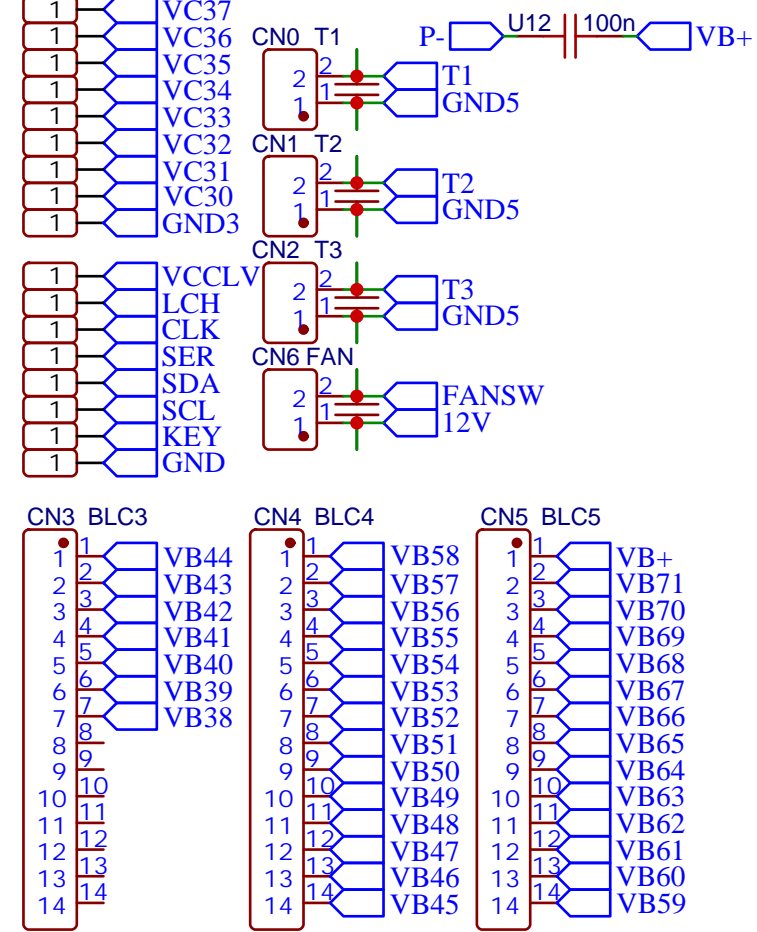 1 VC37
1 VC36
1 VC35
1 VC34
1 VC33
1 VC32
1 VC31
1 VC30
1 GND3
1 VCCLV
1 LCH
1 CLK
1 SER
1 SDA
1 SCL
1 KEY
1 GND
CN0 T1
2 2 T1
1 1 GND5
CN1 T2
2 2 T2
1 1 GND5
CN2 T3
2 2 T3
1 1 GND5
CN6 FAN
2 2 FANSW
1 1 12V
P- U12 100n VB+
CN3 BLC3
1 1 VB44
2 2 VB43
3 3 VB42
4 4 VB41
5 5 VB40
6 6 VB39
7 7 VB38
8 8
9 9
10 10
11 11
12 12
13 13
14 14
CN4 BLC4
1 1 VB58
2 2 VB57
3 3 VB56
4 4 VB55
5 5 VB54
6 6 VB53
7 7 VB52
8 8 VB51
9 9 VB50
10 10 VB49
11 11 VB48
12 12 VB47
13 13 VB46
14 14 VB45
CN5 BLC5
1 1 VB+
2 2 VB71
3 3 VB70
4 4 VB69
5 5 VB68
6 6 VB67
7 7 VB66
8 8 VB65
9 9 VB64
10 10 VB63
11 11 VB62
12 12 VB61
13 13 VB60
14 14 VB59